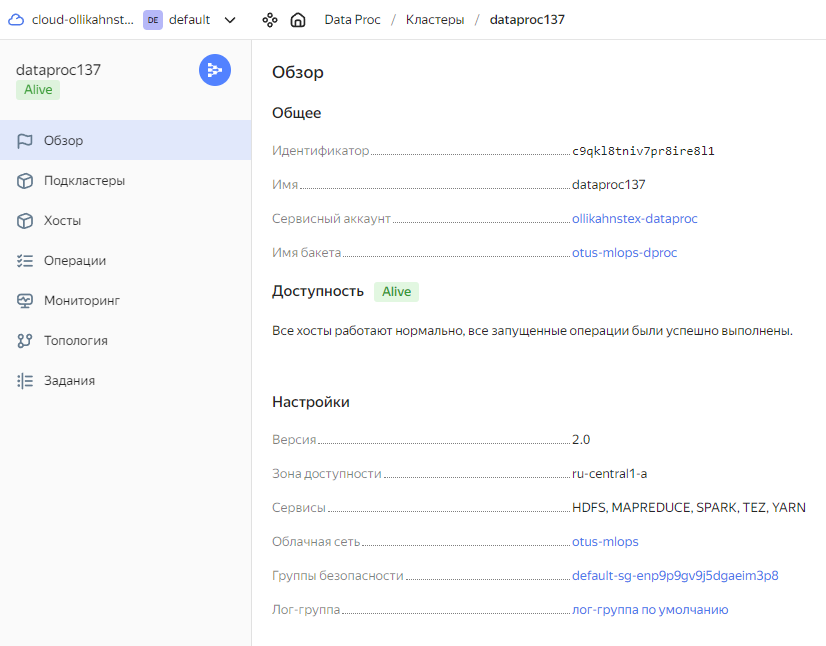 cloud-ollikahnst... DE default Data Proc / Кластеры / dataproc137
dataproc137
Alive
Обзор
Подкластеры
Хосты
Операции
Мониторинг
Топология
Задания
Обзор
Общее
Идентификатор c9qkl8tniv7pr8ire8l1
Имя dataproc137
Сервисный аккаунт ollikahnstex-dataproc
Имя бакета otus-mlops-dproc
Доступность Alive
Все хосты работают нормально, все запущенные операции были успешно выполнены.
Настройки
Версия 2.0
Зона доступности ru-central1-a
Сервисы HDFS, MAPREDUCE, SPARK, TEZ, YARN
Облачная сеть otus-mlops
Группы безопасности default-sg-enp9p9gv9j5dgaeim3p8
Лог-группа лог-группа по умолчанию